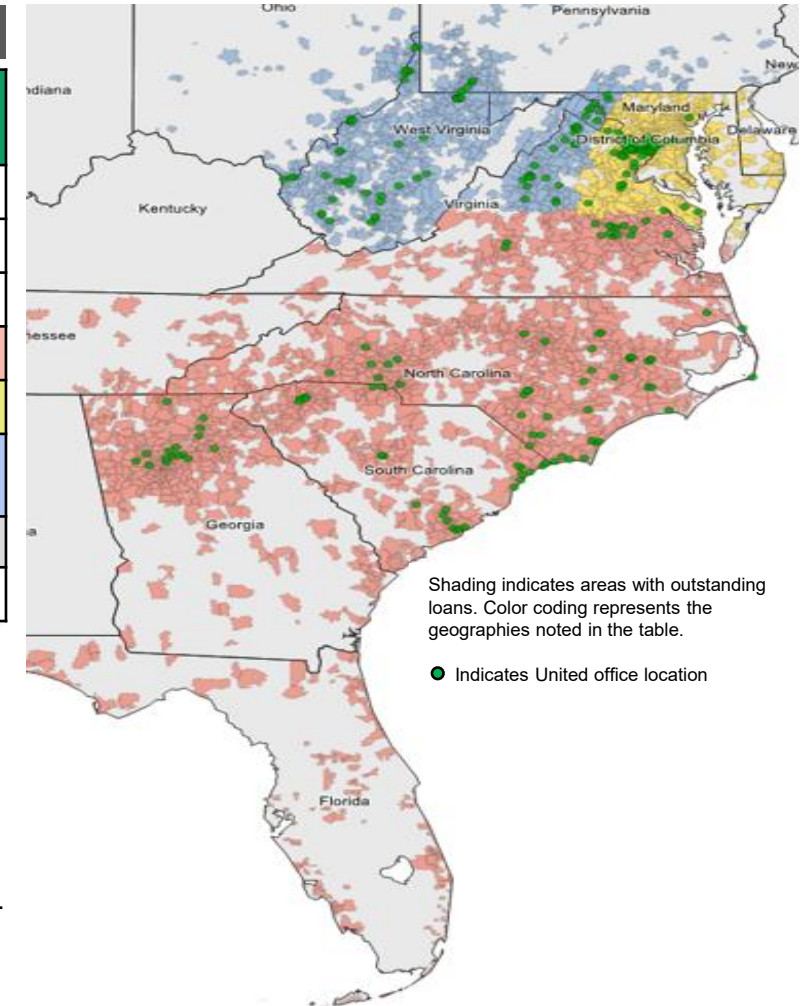 Ohio
Pennsylvania
ndiana
New
Maryland
West Virginia
District of Columbia
Delaware
Kentucky
Virginia
nessee
North Carolina
South Carolina
Georgia
a
Shading indicates areas with outstanding
loans. Color coding represents the
geographies noted in the table.
Indicates United office location
Florida